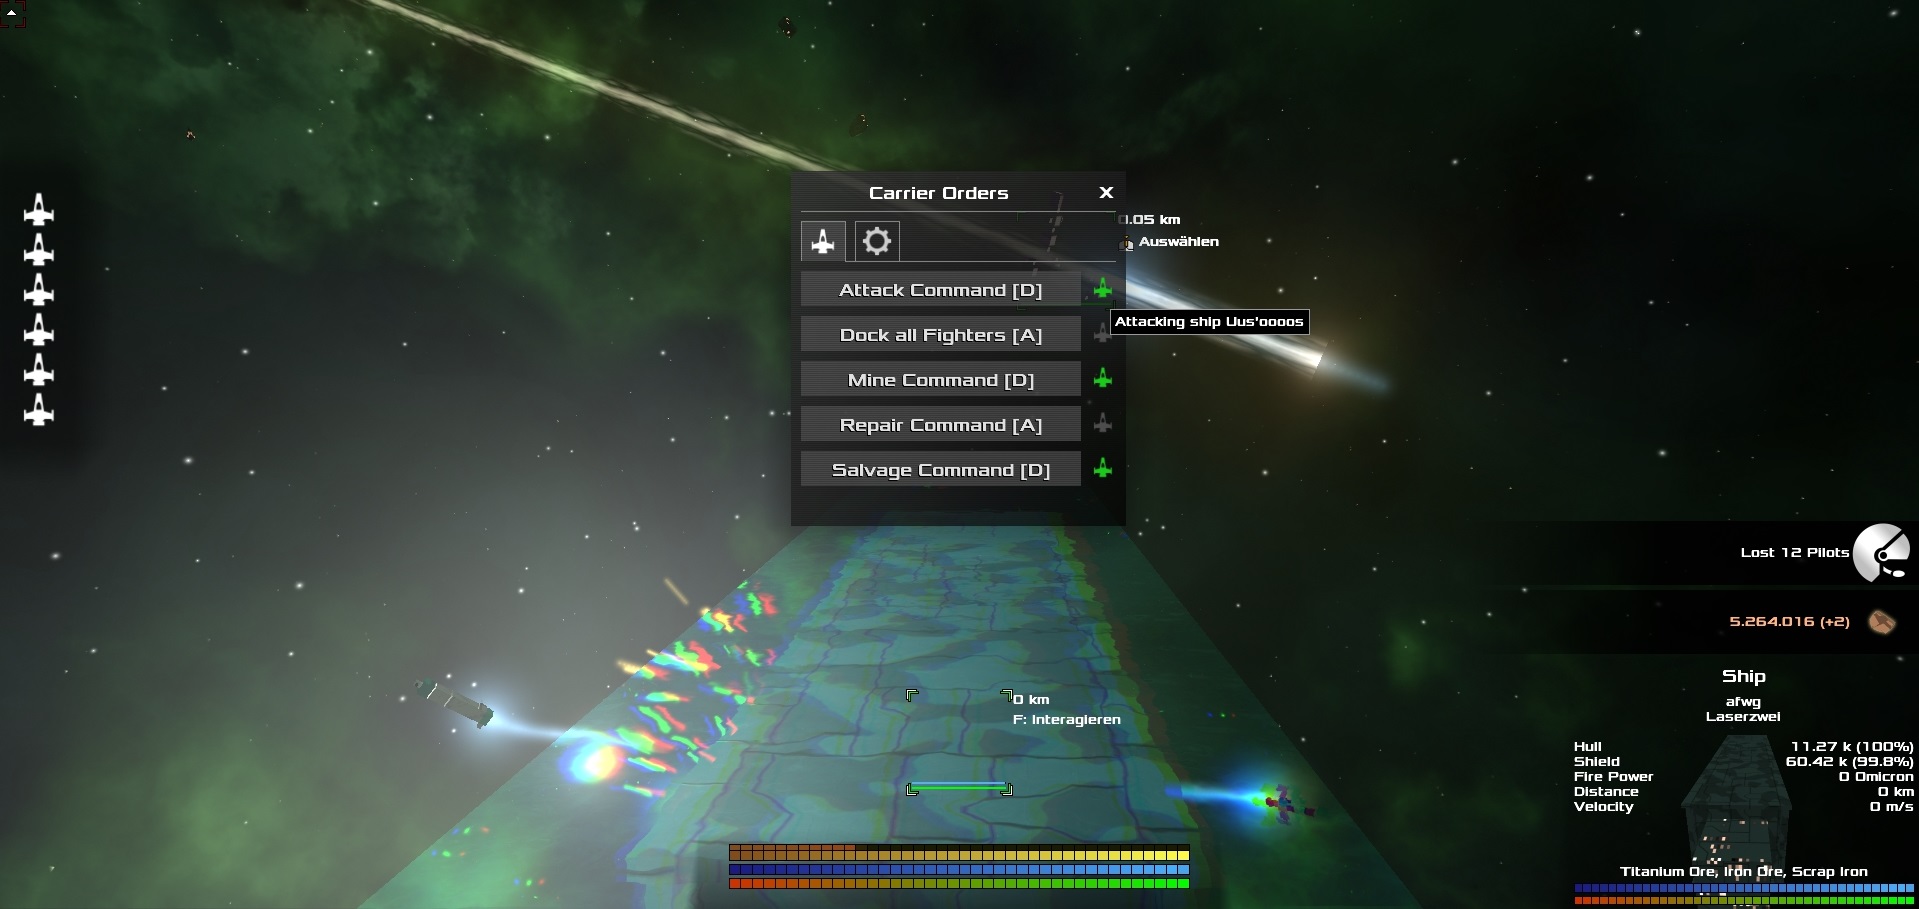 Carrier Orders X
0.05 km
Auswählen
Attack Command [D]
Attacking ship Uus'oooos
Dock all Fighters [A]
Mine Command [D]
Repair Command [A]
Salvage Command [D]
Lost 12 Pilots
5.264.016 (+2)
Ship
afwg
Laserzwei
0 km
F: Interagieren
Hull 11.27 k (100%)
Shield 60.42 k (99.8%)
Fire Power 0 Omicron
Distance 0 km
Velocity 0 m/s
Titanium Ore, Iron Ore, Scrap Iron